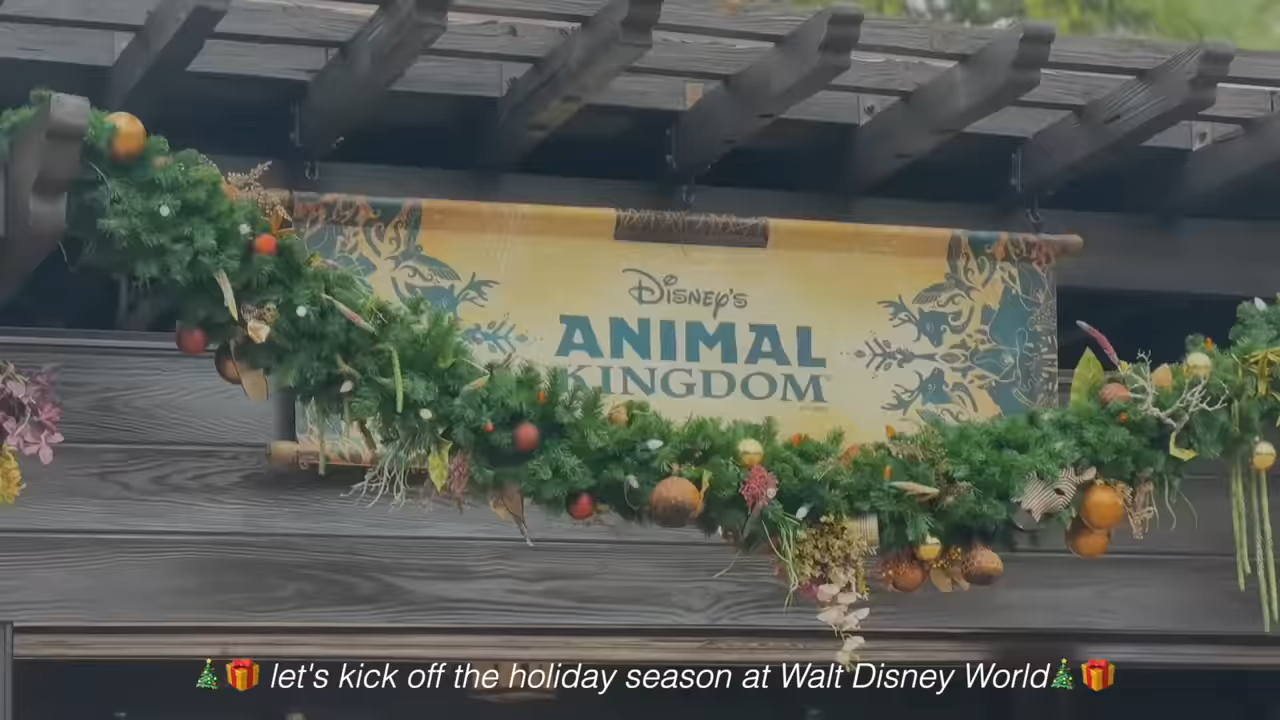 Disney's
ANIMAL
KINGDOM
🎄🎁 let's kick off the holiday season at Walt Disney World🎄🎁